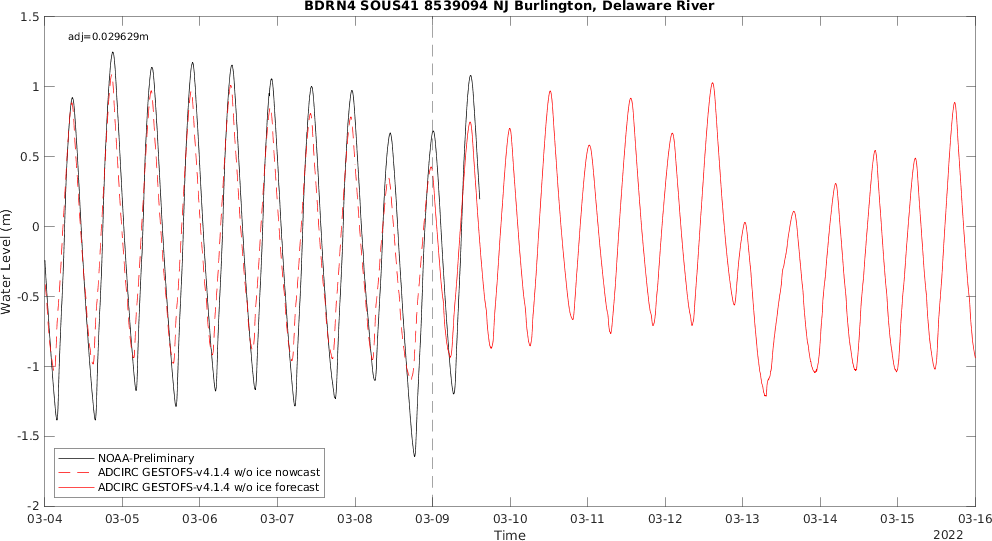 BDRN4 SOUS41 8539094 NJ Burlington, Delaware River
adj=0.029629m
1.5
1
0.5
0
-0.5
-1
-1.5
-2
Water Level (m)
NOAA-Preliminary
ADCIRC GESTOFS-v4.1.4 w/o ice nowcast
ADCIRC GESTOFS-v4.1.4 w/o ice forecast
03-04 03-05 03-06 03-07 03-08 03-09 03-10 03-11 03-12 03-13 03-14 03-15 03-16
Time
2022